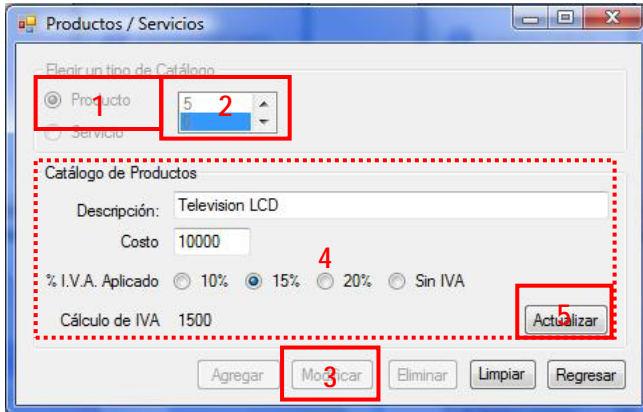 Productos / Servicios
Elegir un tipo de Catálogo
Producto 1
5 2
Servicio
Catálogo de Productos
Descripción: Television LCD
Costo 10000
4
% I.V.A. Aplicado 10% 15% 20% Sin IVA
5
Cálculo de IVA 1500 Actualizar
Agregar Modificar Eliminar Limpiar Regresar
3